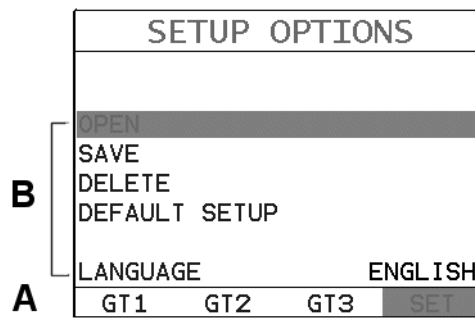 SETUP OPTIONS
OPEN
SAVE
DELETE
DEFAULT SETUP
B
LANGUAGE ENGLISH
A
GT1 GT2 GT3 SET